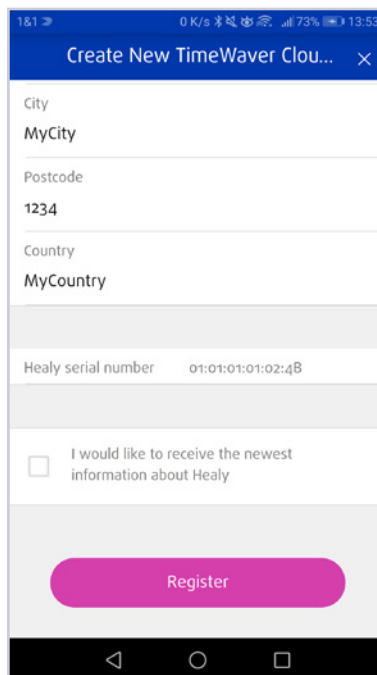 1&1
0 K/s 73% 13:53
Create New TimeWaver Clou...
City
MyCity
Postcode
1234
Country
MyCountry
Healy serial number 01:01:01:01:02:4B
I would like to receive the newest
information about Healy
Register